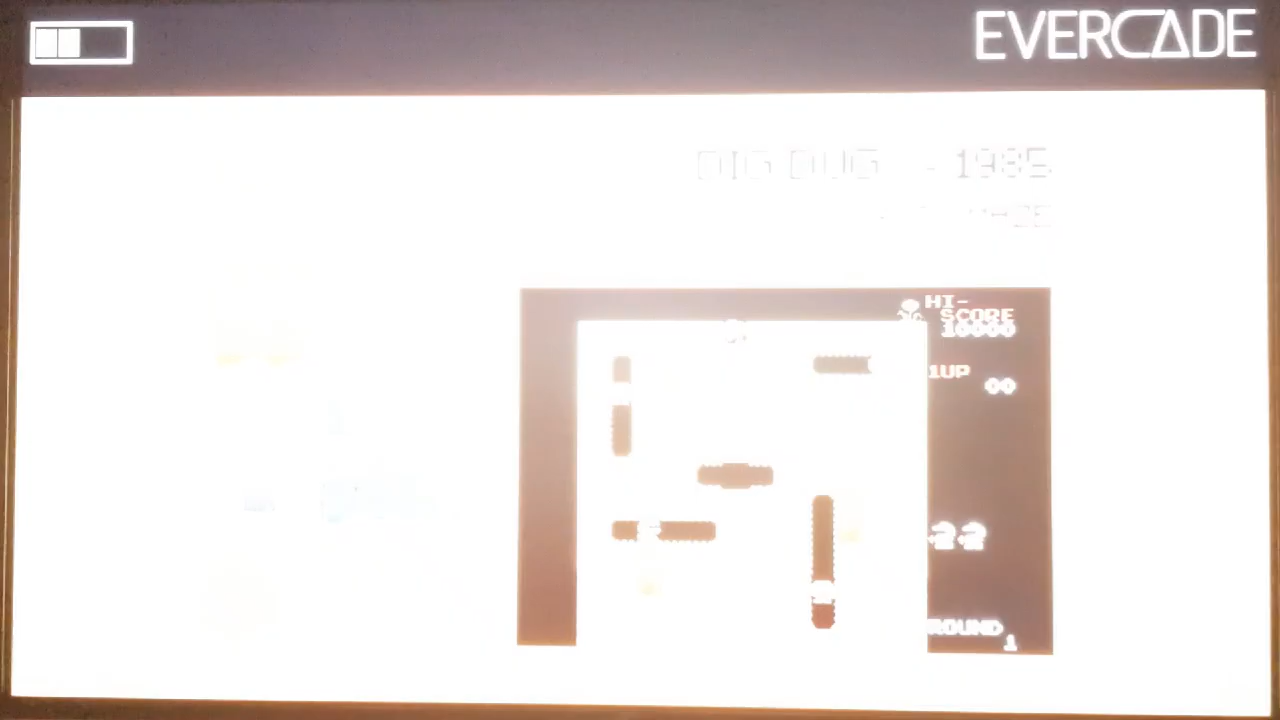 EVERCADE
DIG DUG - 1985
HI-
SCORE
10000
1UP
00
ROUND
1